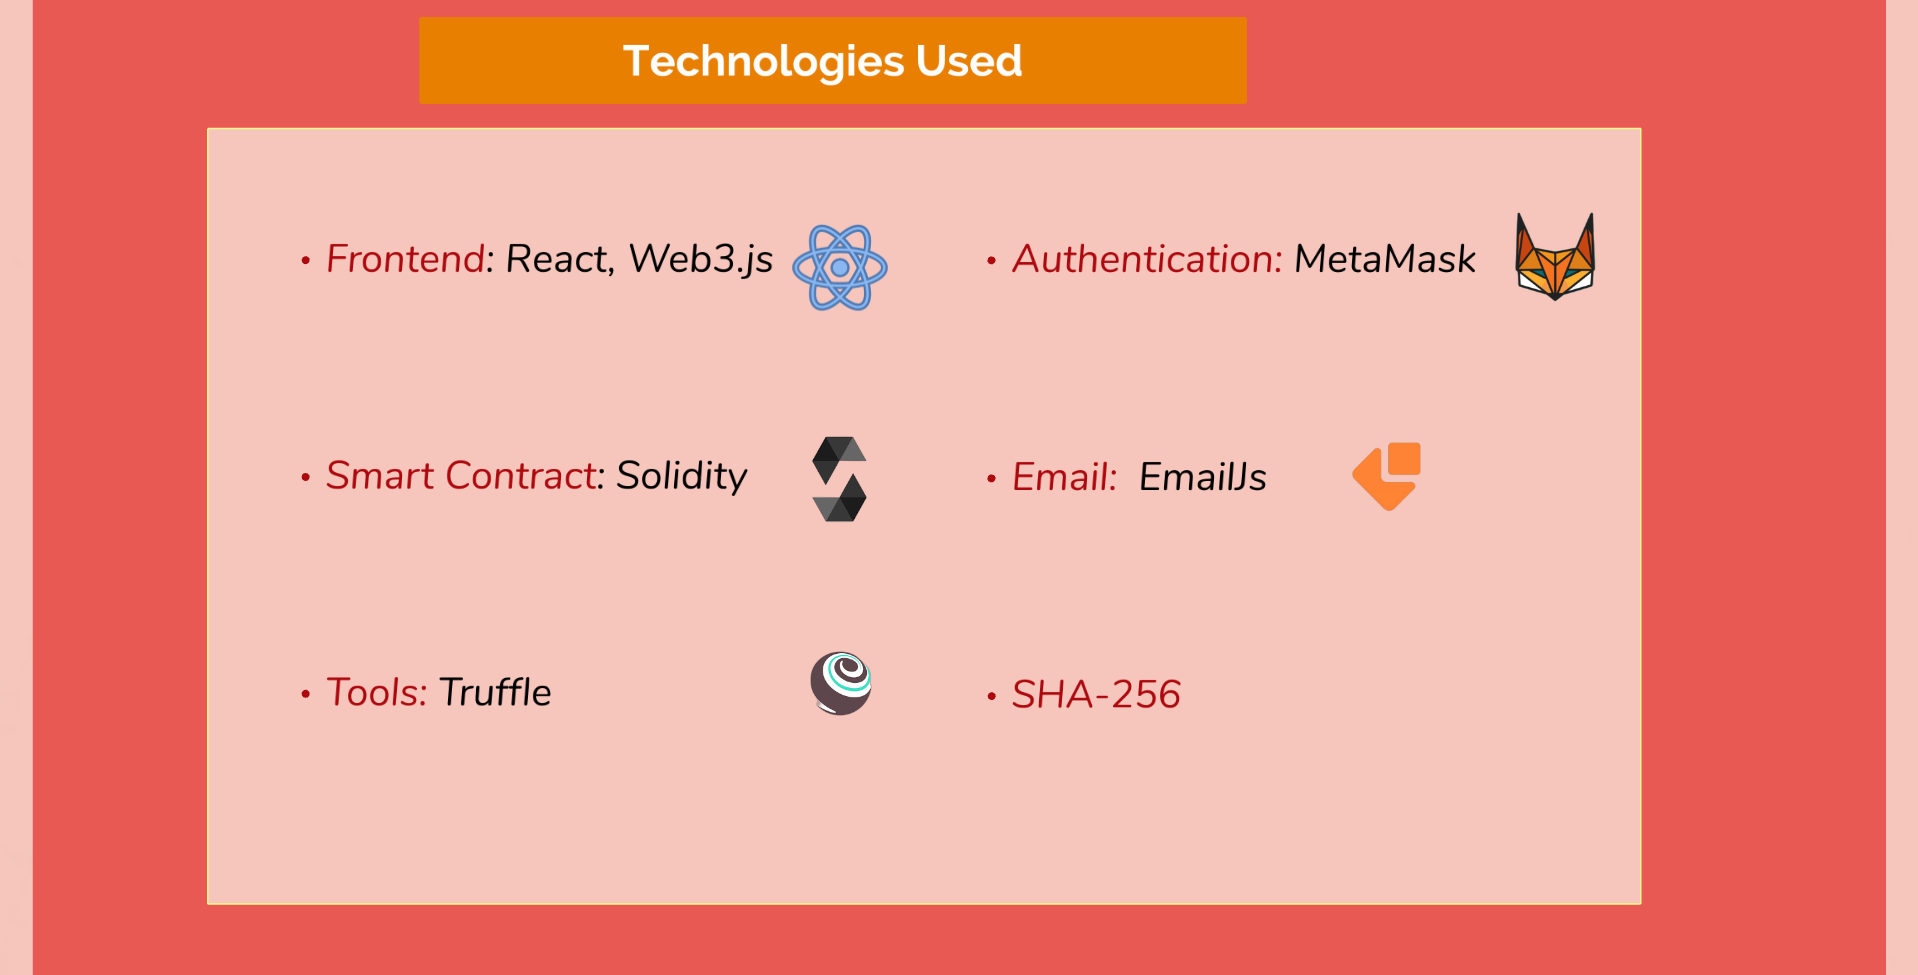 Technologies Used
• Frontend: React, Web3.js
• Authentication: MetaMask
• Smart Contract: Solidity
• Email: EmailJs
• Tools: Truffle
• SHA-256